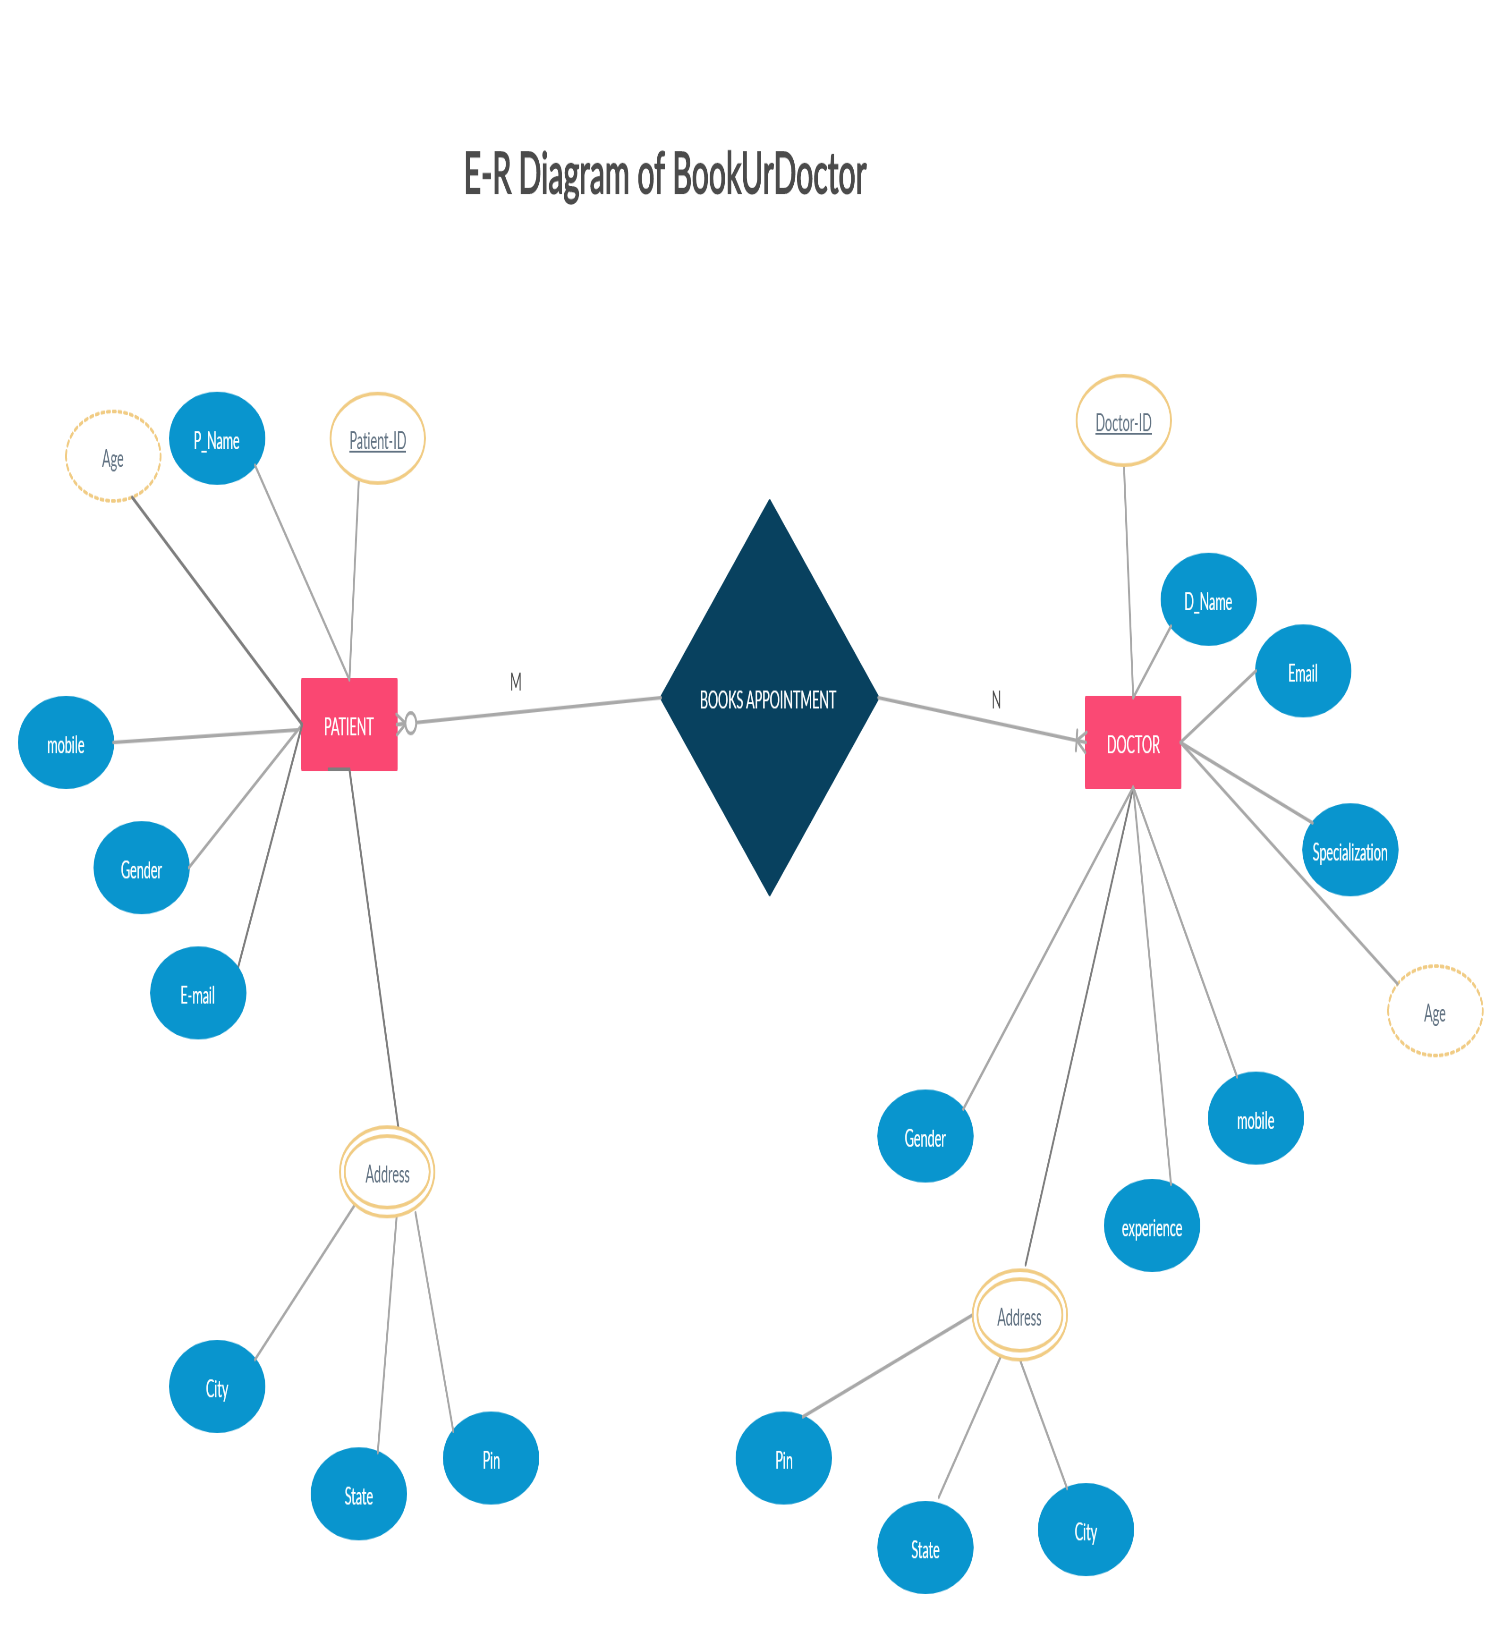 E-R Diagram of BookUrDoctor
Doctor-ID
P_Name
Patient-ID
Age
D_Name
Email
M
N
BOOKS APPOINTMENT
PATIENT
DOCTOR
mobile
Specialization
Gender
E-mail
Age
mobile
Gender
Address
experience
Address
City
Pin
Pin
State
City
State